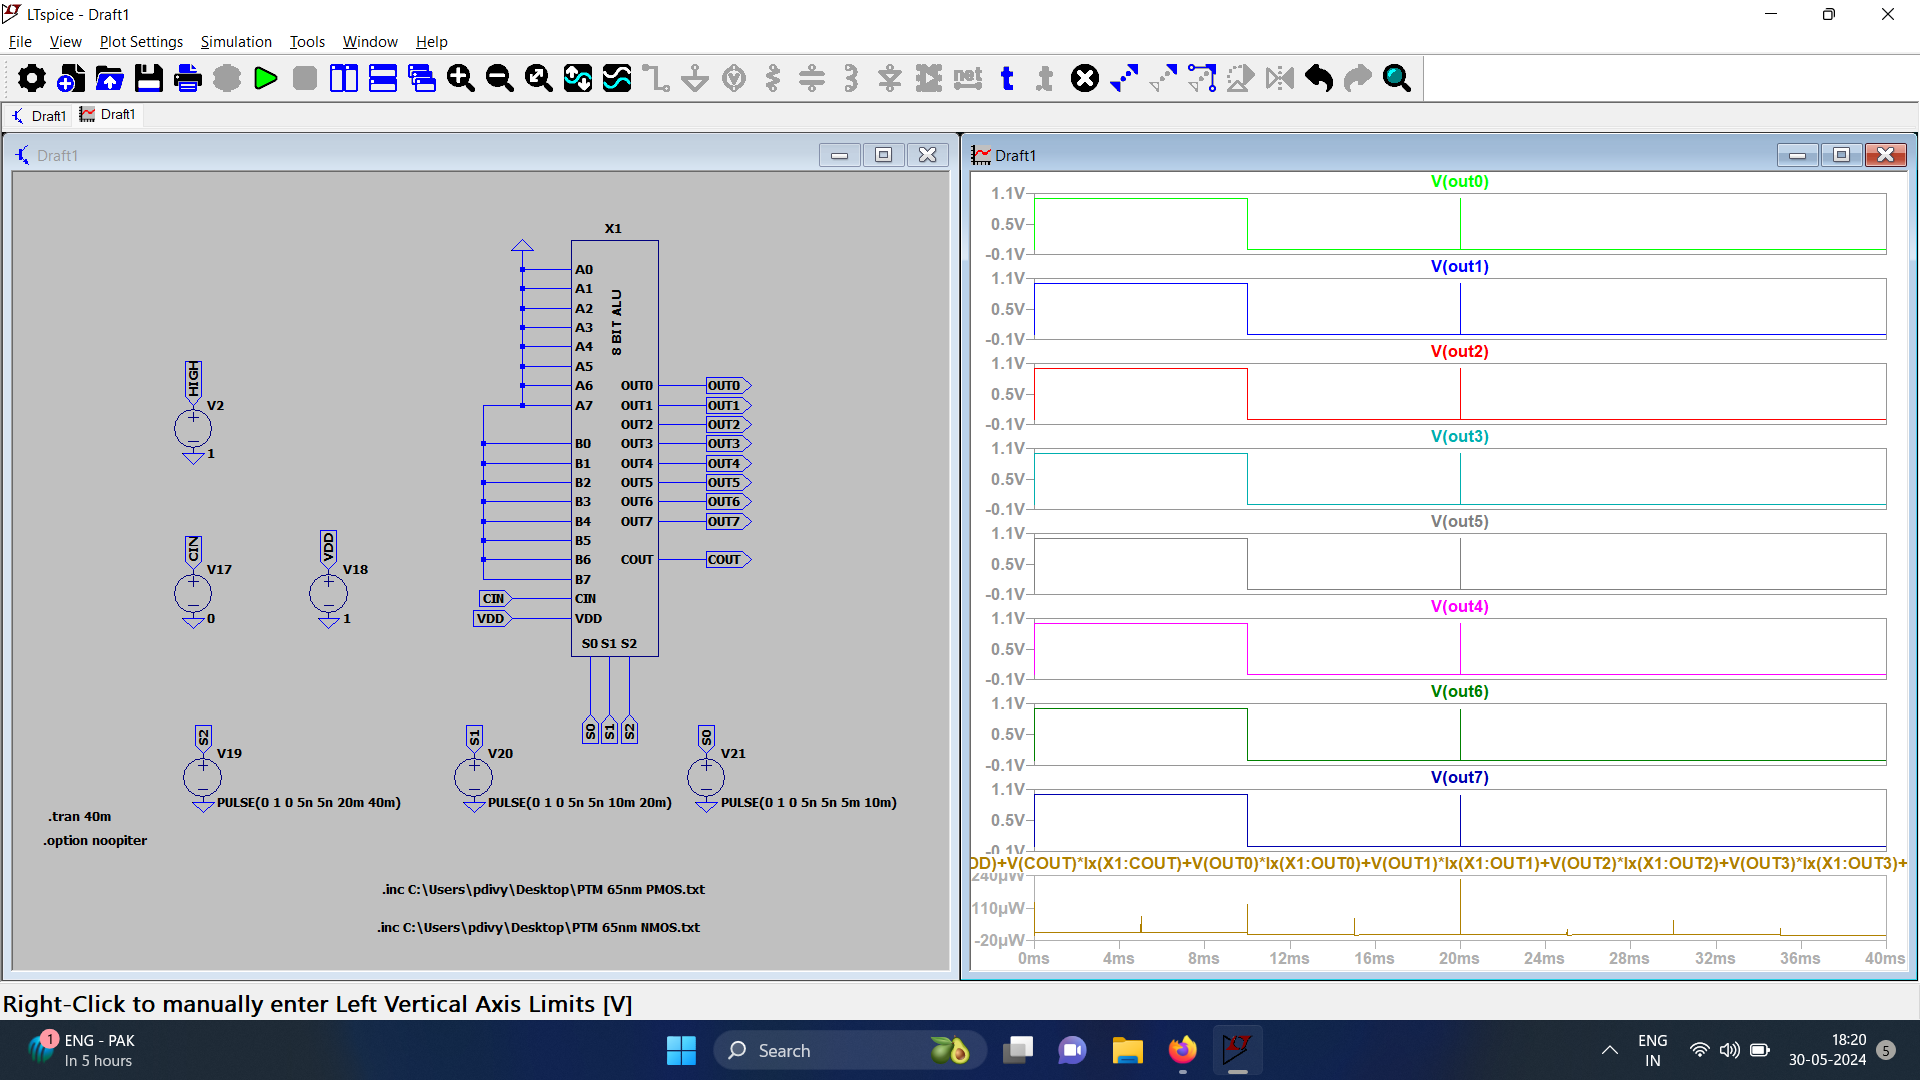 LTspice - Draft1
File View Plot Settings Simulation Tools Window Help
net t .t
Draft1 Draft1
Draft1
X1
8 BIT ALU
A0
A1
A2
A3
A4
A5
A6
A7
B0
B1
B2
B3
B4
B5
B6
B7
CIN
VDD
S0 S1 S2
OUT0
OUT1
OUT2
OUT3
OUT4
OUT5
OUT6
OUT7
COUT
OUT0
OUT1
OUT2
OUT3
OUT4
OUT5
OUT6
OUT7
COUT
CIN
VDD
S0 S1 S2
HIGH
V2
1
CIN
V17
0
VDD
V18
1
S2
V19
PULSE(0 1 0 5n 5n 20m 40m)
S1
V20
PULSE(0 1 0 5n 5n 10m 20m)
S0
V21
PULSE(0 1 0 5n 5n 5m 10m)
.tran 40m
.option noopiter
.inc C:\Users\pdivy\Desktop\PTM 65nm PMOS.txt
.inc C:\Users\pdivy\Desktop\PTM 65nm NMOS.txt
Draft1
V(out0)
1.1V
0.5V
-0.1V
V(out1)
1.1V
0.5V
-0.1V
V(out2)
1.1V
0.5V
-0.1V
V(out3)
1.1V
0.5V
-0.1V
V(out5)
1.1V
0.5V
-0.1V
V(out4)
1.1V
0.5V
-0.1V
V(out6)
1.1V
0.5V
-0.1V
V(out7)
1.1V
0.5V
-0.1V
DD)+V(COUT)*Ix(X1:COUT)+V(OUT0)*Ix(X1:OUT0)+V(OUT1)*Ix(X1:OUT1)+V(OUT2)*Ix(X1:OUT2)+V(OUT3)*Ix(X1:OUT3)+
240µW
110µW
-20µW
0ms 4ms 8ms 12ms 16ms 20ms 24ms 28ms 32ms 36ms 40ms
Right-Click to manually enter Left Vertical Axis Limits [V]
1
ENG - PAK
In 5 hours
Search
LT
ENG
IN
18:20
30-05-2024
5